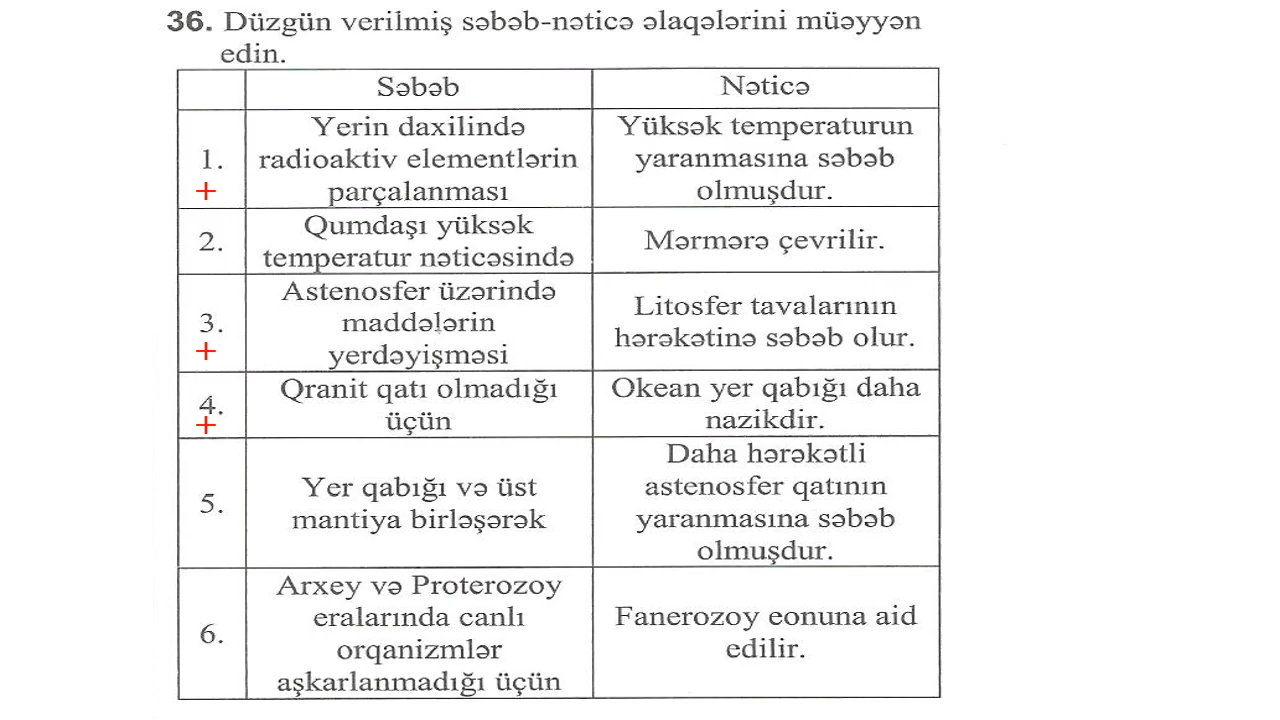 36. Düzgün verilmiş səbəb-nəticə əlaqələrini müəyyən
edin.
Səbəb
Nəticə
1.
+
Yerin daxilində
radioaktiv elementlərin
parçalanması
Yüksək temperaturun
yaranmasına səbəb
olmuşdur.
2.
Qumdaşı yüksək
temperatur nəticəsində
Mərmərə çevrilir.
3.
+
Astenosfer üzərində
maddələrin
yerdəyişməsi
Litosfer tavalarının
hərəkətinə səbəb olur.
4.
+
Qranit qatı olmadığı
üçün
Okean yer qabığı daha
nazikdir.
5.
Yer qabığı və üst
mantiya birləşərək
Daha hərəkətli
astenosfer qatının
yaranmasına səbəb
olmuşdur.
6.
Arxey və Proterozoy
eralarında canlı
orqanizmlər
aşkarlanmadığı üçün
Fanerozoy eonuna aid
edilir.